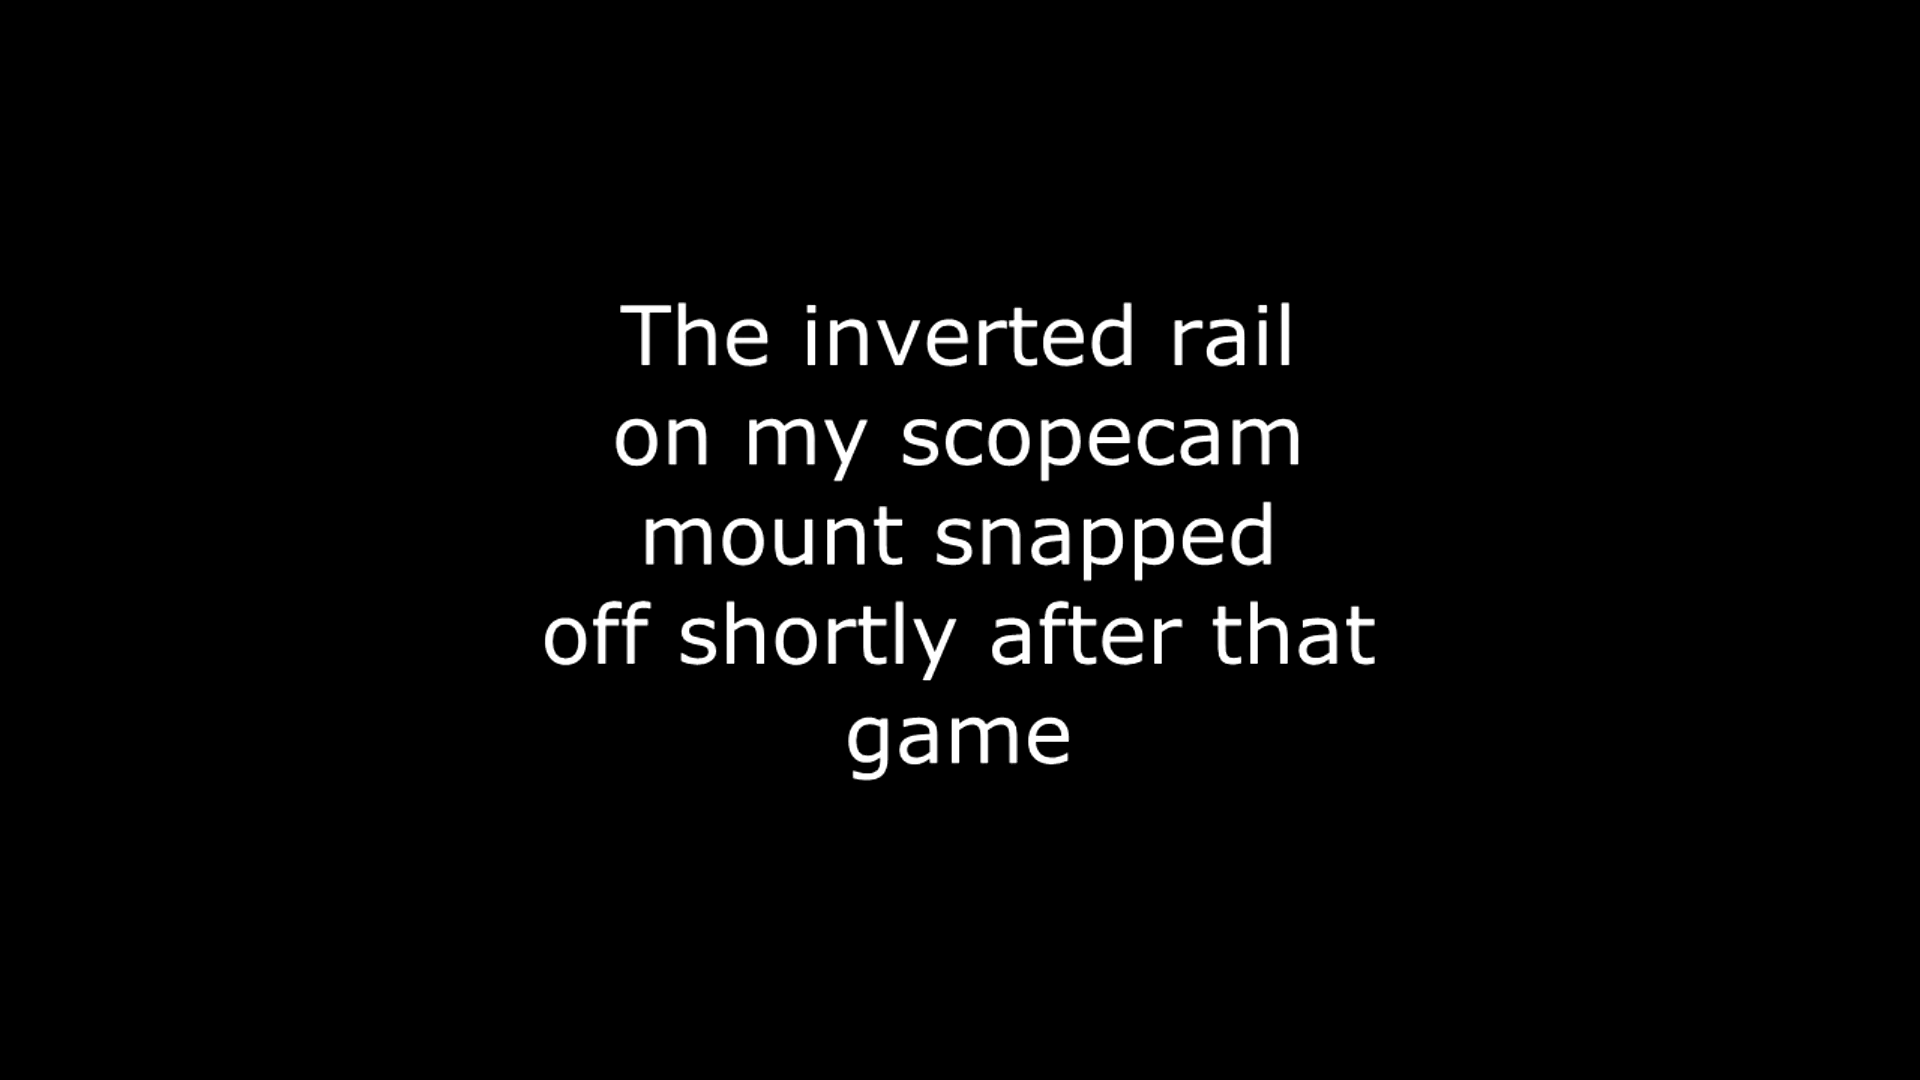 The inverted rail
on my scopecam
mount snapped
off shortly after that
game